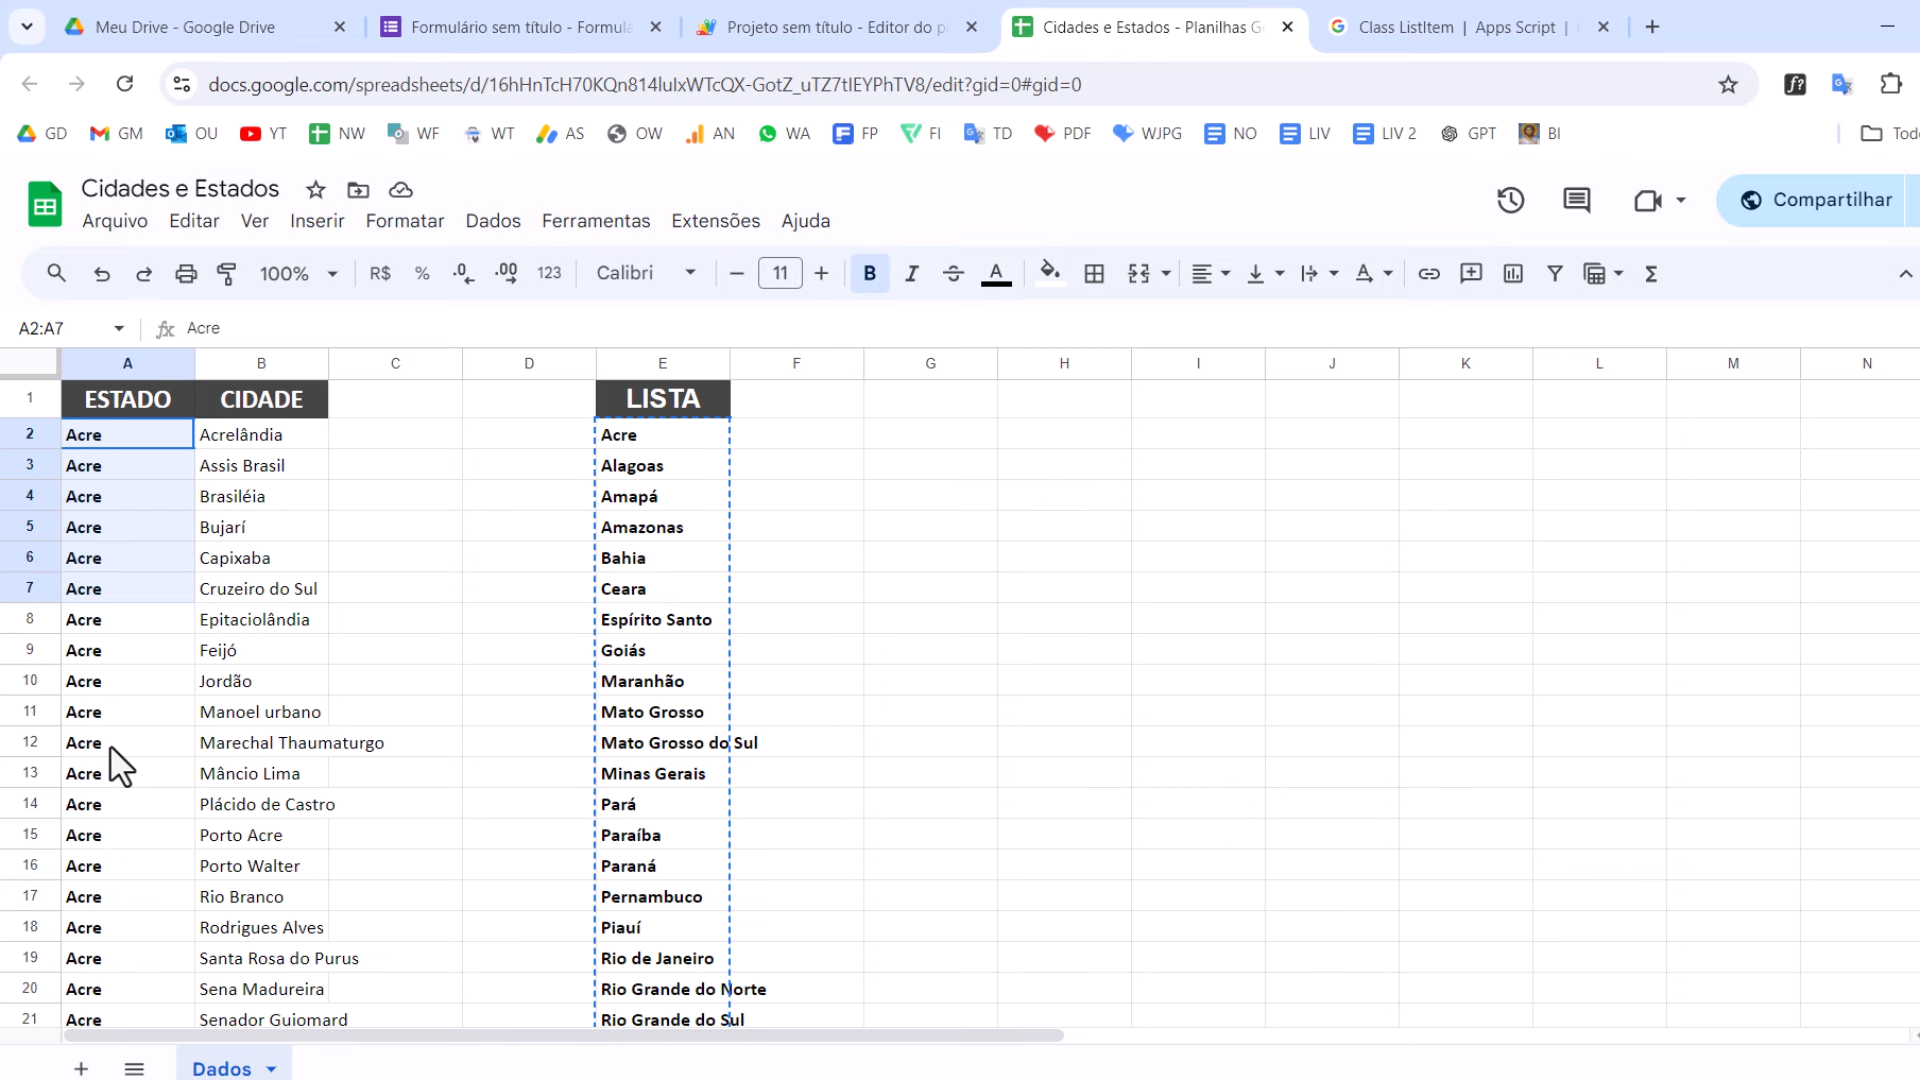 Meu Drive - Google Drive
Formulário sem título - Formul
Projeto sem título - Editor do p
Cidades e Estados - Planilhas G
Class ListItem | Apps Script |
docs.google.com/spreadsheets/d/16hHnTcH70KQn814luIxWTcQX-GotZ_uTZ7tIEYPhTV8/edit?gid=0#gid=0
GD GM OU YT NW WF WT AS OW AN WA FP FI TD PDF WJPG NO LIV LIV 2 GPT BI Todo
Cidades e Estados
Compartilhar
Arquivo Editar Ver Inserir Formatar Dados Ferramentas Extensões Ajuda
100% R$ % .0 .00 123 Calibri 11 B I A
A2:A7 fx Acre
A B C D E F G H I J K L M N
1 ESTADO CIDADE LISTA
2 Acre Acrelândia Acre
3 Acre Assis Brasil Alagoas
4 Acre Brasiléia Amapá
5 Acre Bujarí Amazonas
6 Acre Capixaba Bahia
7 Acre Cruzeiro do Sul Ceara
8 Acre Epitaciolândia Espírito Santo
9 Acre Feijó Goiás
10 Acre Jordão Maranhão
11 Acre Manoel urbano Mato Grosso
12 Acre Marechal Thaumaturgo Mato Grosso do Sul
13 Acre Mâncio Lima Minas Gerais
14 Acre Plácido de Castro Pará
15 Acre Porto Acre Paraíba
16 Acre Porto Walter Paraná
17 Acre Rio Branco Pernambuco
18 Acre Rodrigues Alves Piauí
19 Acre Santa Rosa do Purus Rio de Janeiro
20 Acre Sena Madureira Rio Grande do Norte
21 Acre Senador Guiomard Rio Grande do Sul
Dados